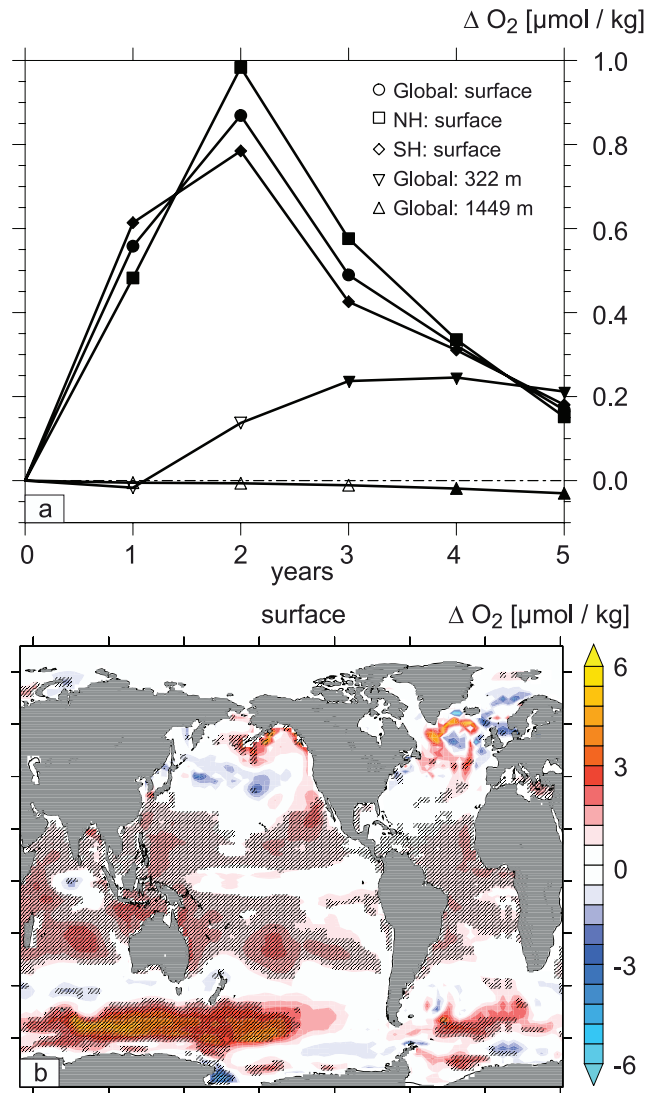 Δ O₂ [µmol / kg]
1.0
Global: surface
NH: surface
0.8
SH: surface
Global: 322 m
Global: 1449 m
0.6
0.4
0.2
0.0
a
0 1 2 3 4 5
years
surface Δ O₂ [µmol / kg]
6
3
0
-3
-6
b